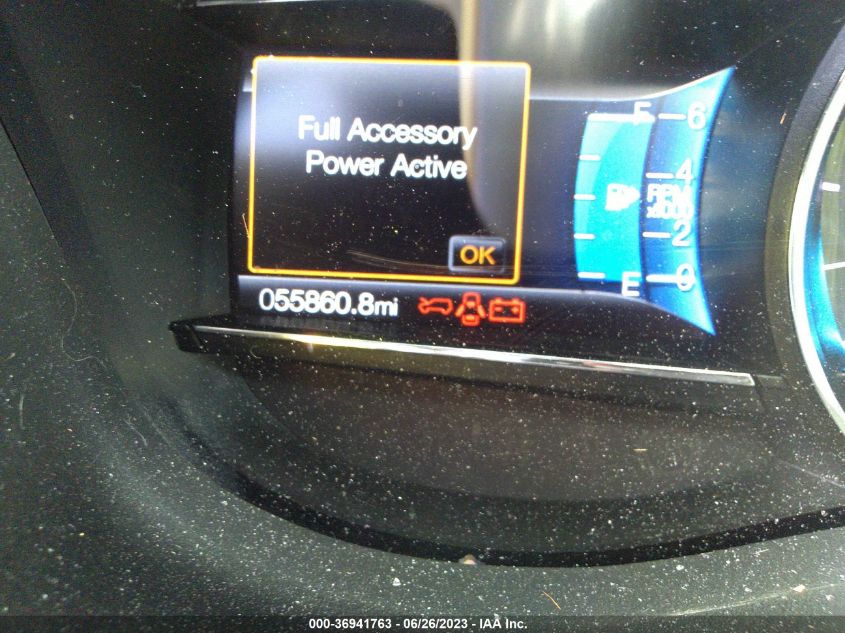 Full Accessory
Power Active
OK
055860.8mi
F
E
6
4
RPM
x1000
2
0
000-36941763 / 06/26/2023 / IAA Inc.